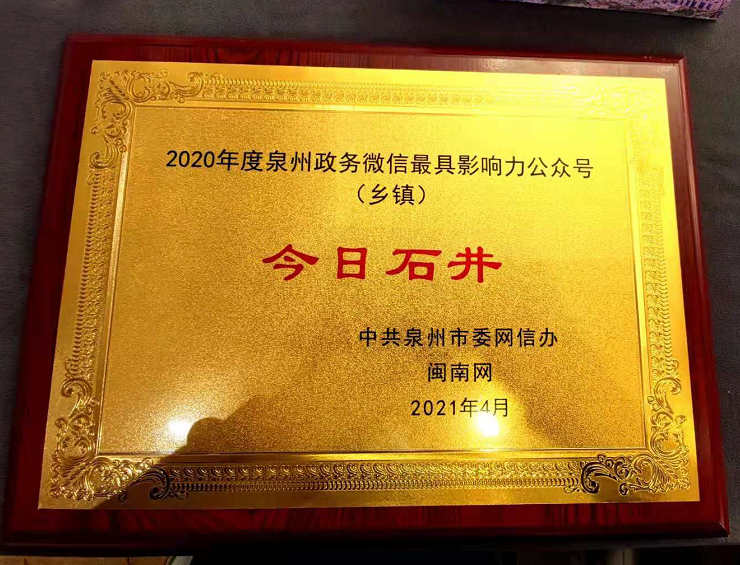 2020年度泉州政务微信最具影响力公众号
（乡镇）
今日石井
中共泉州市委网信办
闽南网
2021年4月